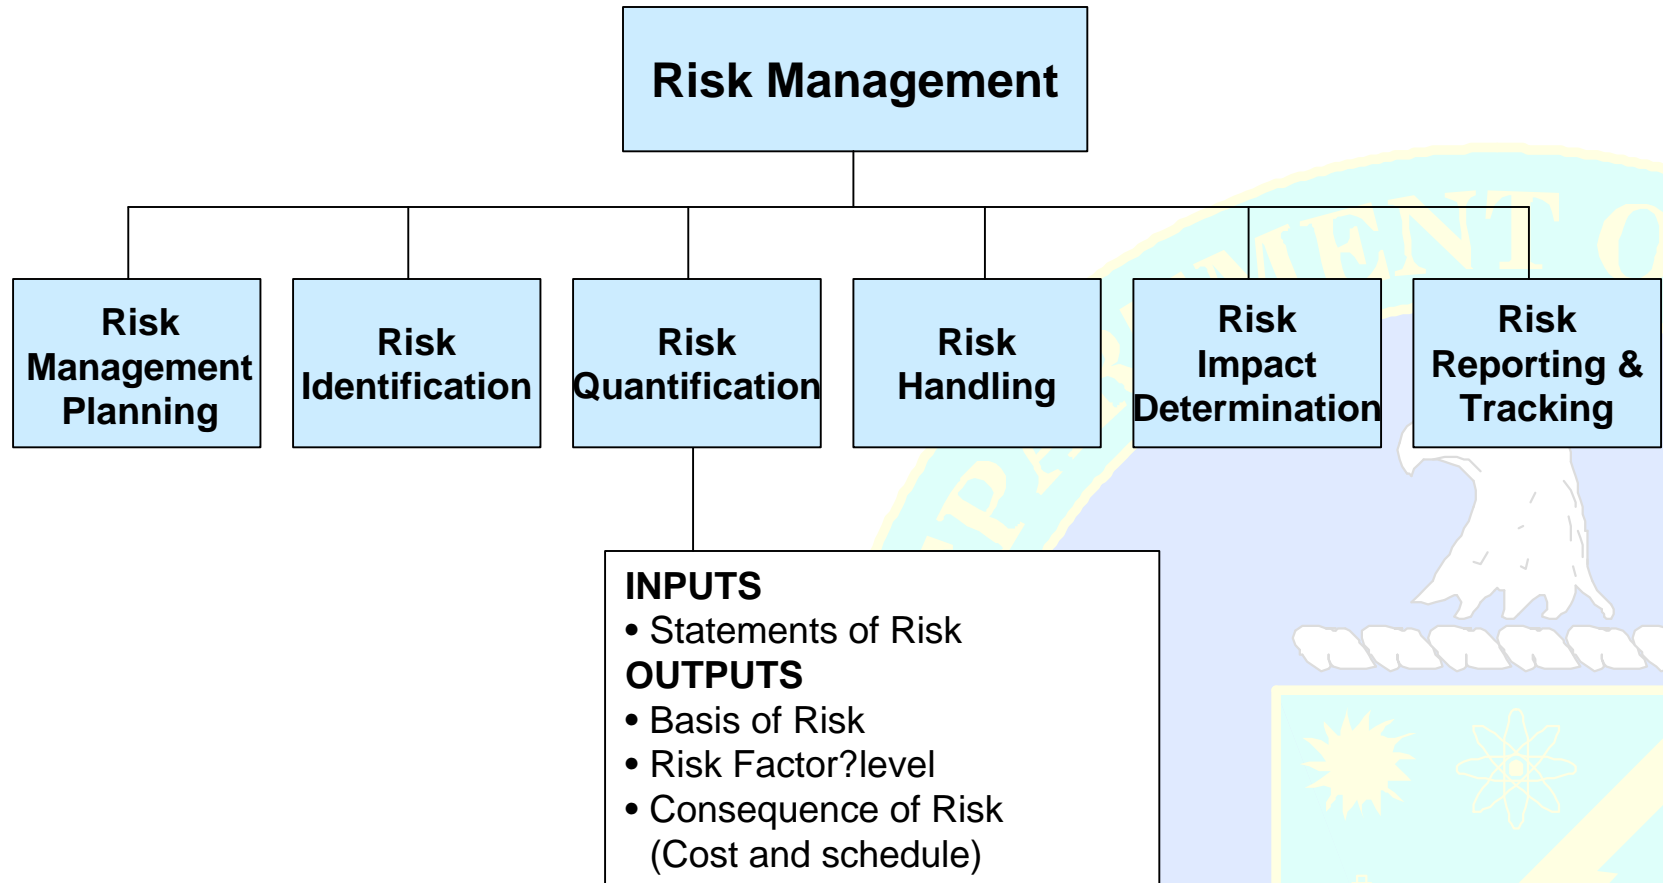 Risk Management
Risk
Management
Planning
Risk
Identification
Risk
Quantification
Risk
Handling
Risk
Impact
Determination
Risk
Reporting &
Tracking
INPUTS
• Statements of Risk
OUTPUTS
• Basis of Risk
• Risk Factor?level
• Consequence of Risk
(Cost and schedule)